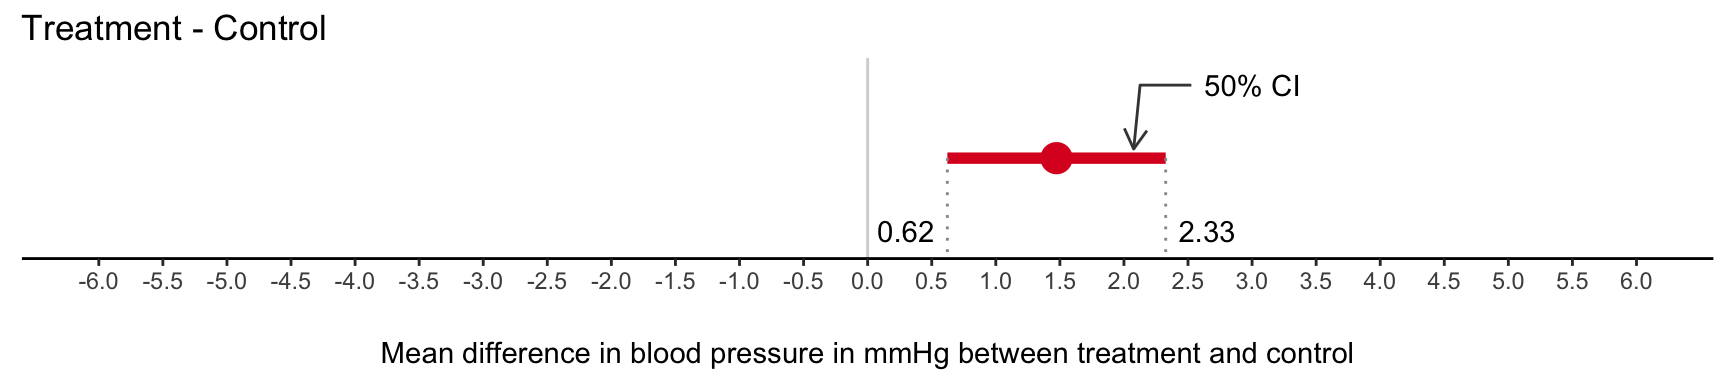 Treatment - Control
50% CI
0.62 2.33
-6.0 -5.5 -5.0 -4.5 -4.0 -3.5 -3.0 -2.5 -2.0 -1.5 -1.0 -0.5 0.0 0.5 1.0 1.5 2.0 2.5 3.0 3.5 4.0 4.5 5.0 5.5 6.0
Mean difference in blood pressure in mmHg between treatment and control